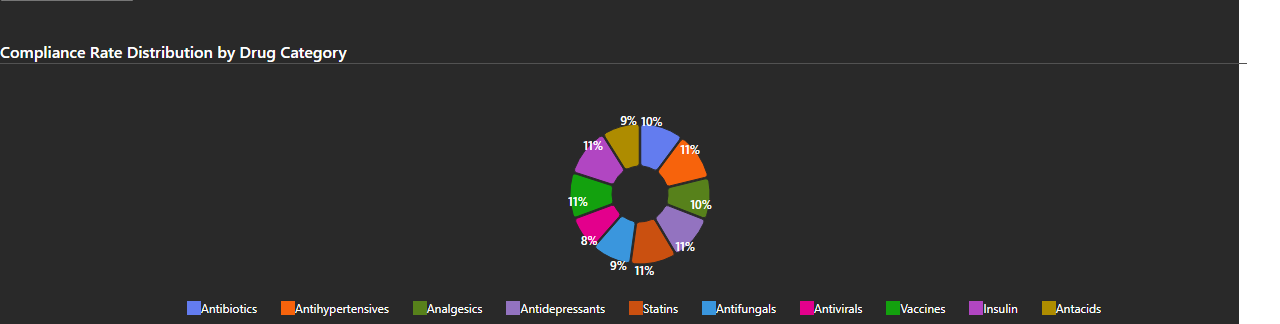 Compliance Rate Distribution by Drug Category
9% 10%
11% 11%
11% 10%
8% 11%
9% 11%
Antibiotics Antihypertensives Analgesics Antidepressants Statins Antifungals Antivirals Vaccines Insulin Antacids